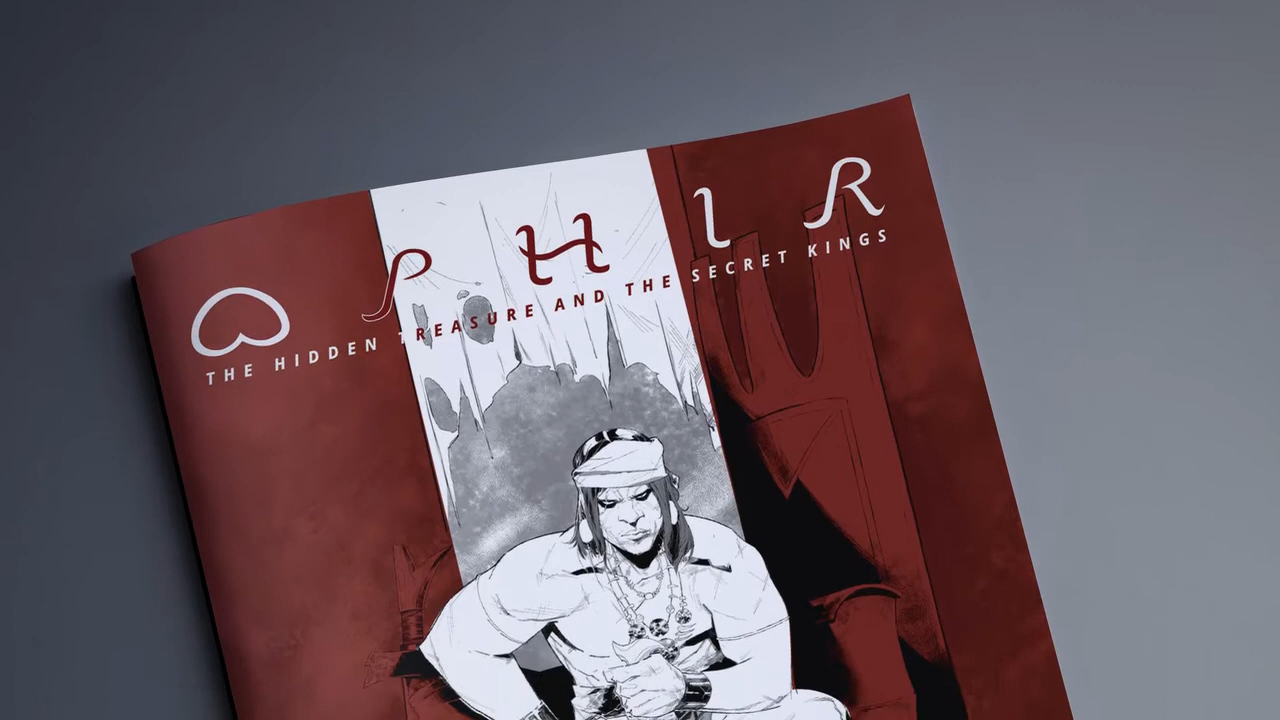 OPHIR
THE HIDDEN TREASURE AND THE SECRET KINGS